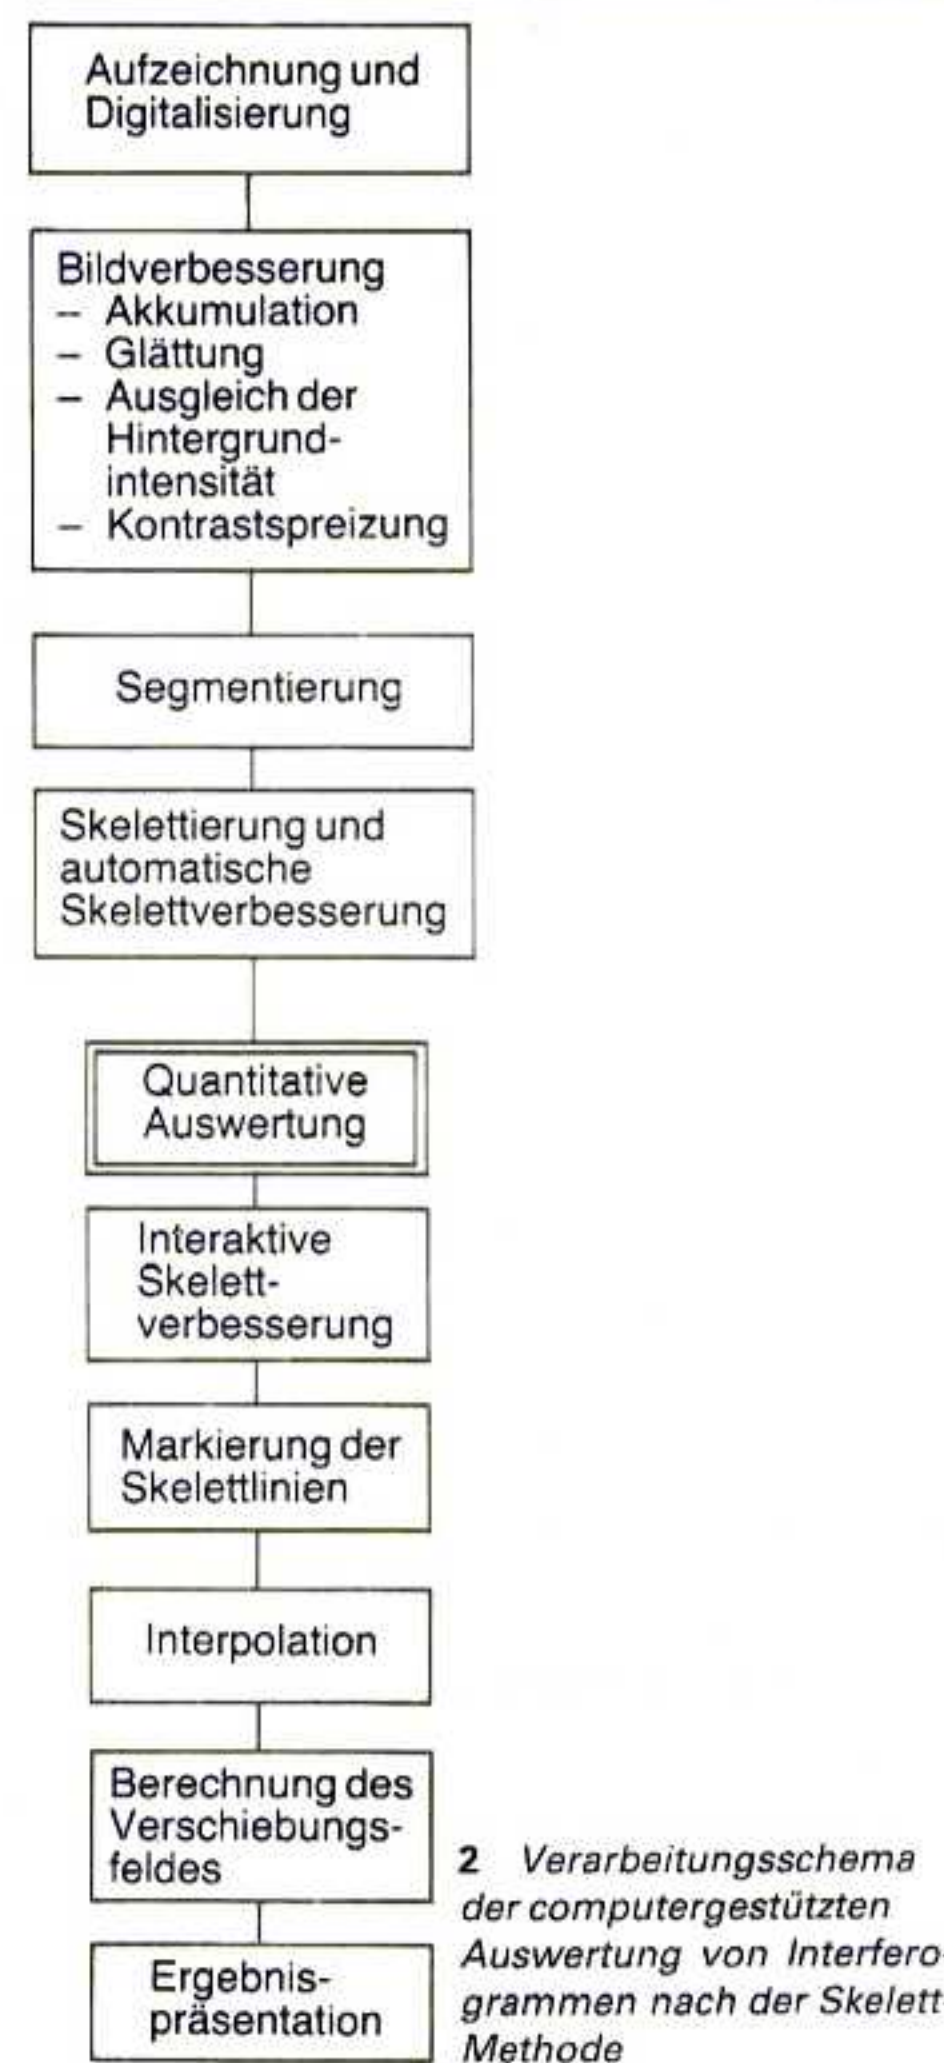 Aufzeichnung und
Digitalisierung
Bildverbesserung
– Akkumulation
– Glättung
– Ausgleich der
Hintergrund-
intensität
– Kontrastspreizung
Segmentierung
Skelettierung und
automatische
Skelettverbesserung
Quantitative
Auswertung
Interaktive
Skelett-
verbesserung
Markierung der
Skelettlinien
Interpolation
Berechnung des
Verschiebungs-
feldes
Ergebnis-
präsentation
2 Verarbeitungsschema
der computergestützten
Auswertung von Interfero-
grammen nach der Skelett-
Methode